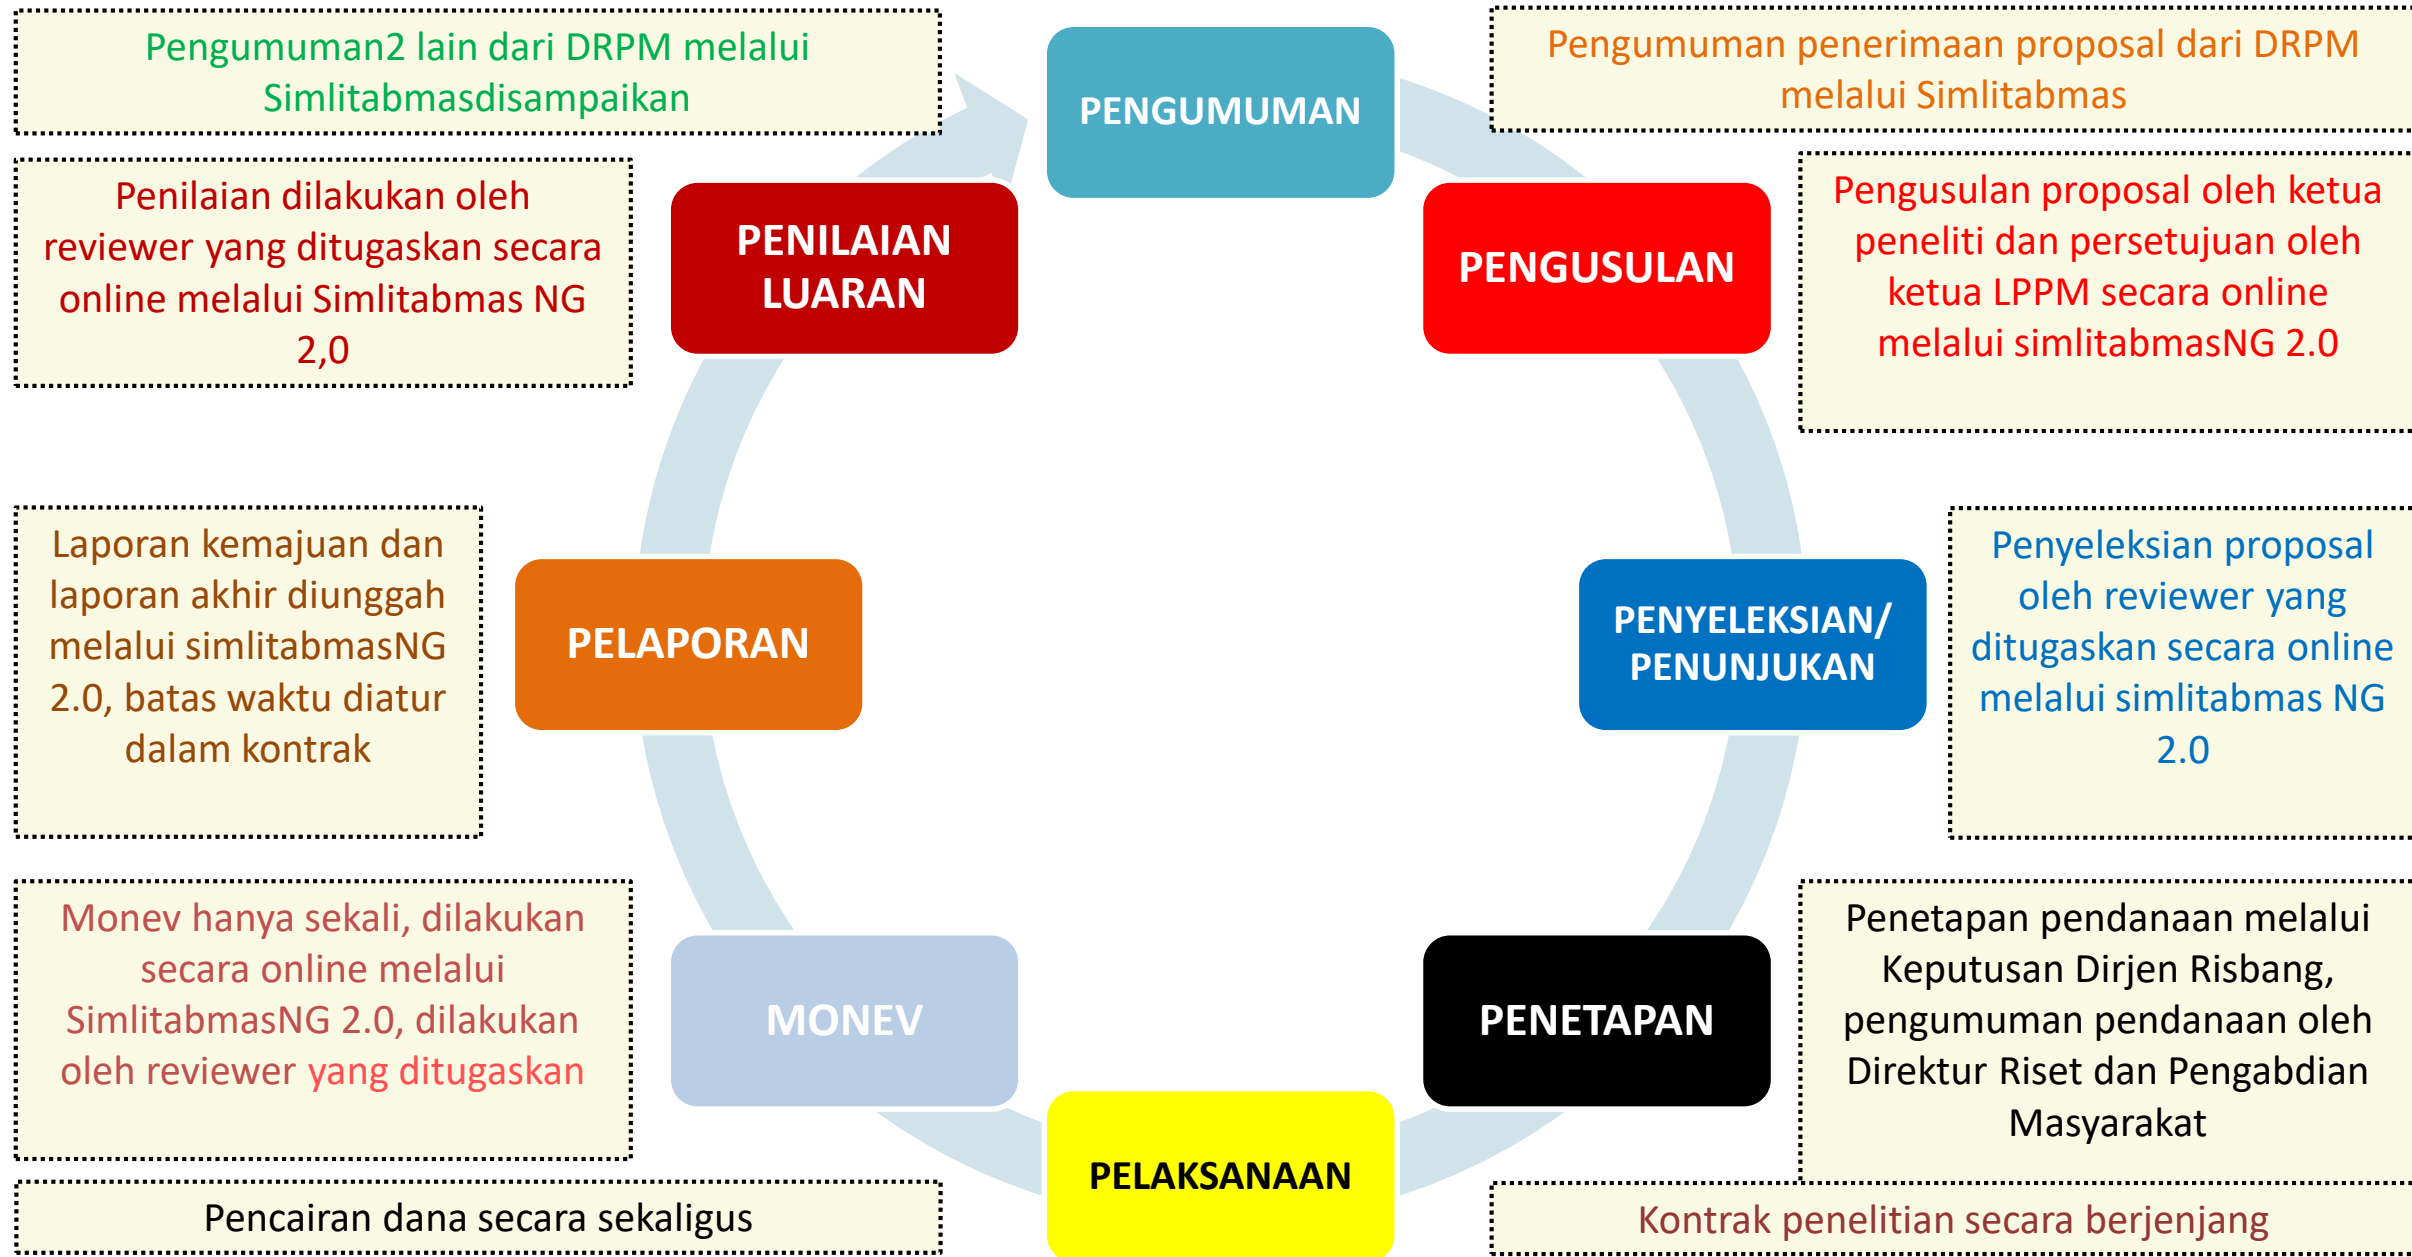 Pengumuman2 lain dari DRPM melalui
Simlitabmasdisampaikan
PENGUMUMAN
Pengumuman penerimaan proposal dari DRPM
melalui Simlitabmas
Penilaian dilakukan oleh
reviewer yang ditugaskan secara
online melalui Simlitabmas NG
2,0
PENILAIAN
LUARAN
PENGUSULAN
Pengusulan proposal oleh ketua
peneliti dan persetujuan oleh
ketua LPPM secara online
melalui simlitabmasNG 2.0
Laporan kemajuan dan
laporan akhir diunggah
melalui simlitabmasNG
2.0, batas waktu diatur
dalam kontrak
PELAPORAN
PENYELEKSIAN/
PENUNJUKAN
Penyeleksian proposal
oleh reviewer yang
ditugaskan secara online
melalui simlitabmas NG
2.0
Monev hanya sekali, dilakukan
secara online melalui
SimlitabmasNG 2.0, dilakukan
oleh reviewer yang ditugaskan
MONEV
PENETAPAN
Penetapan pendanaan melalui
Keputusan Dirjen Risbang,
pengumuman pendanaan oleh
Direktur Riset dan Pengabdian
Masyarakat
Pencairan dana secara sekaligus
PELAKSANAAN
Kontrak penelitian secara berjenjang